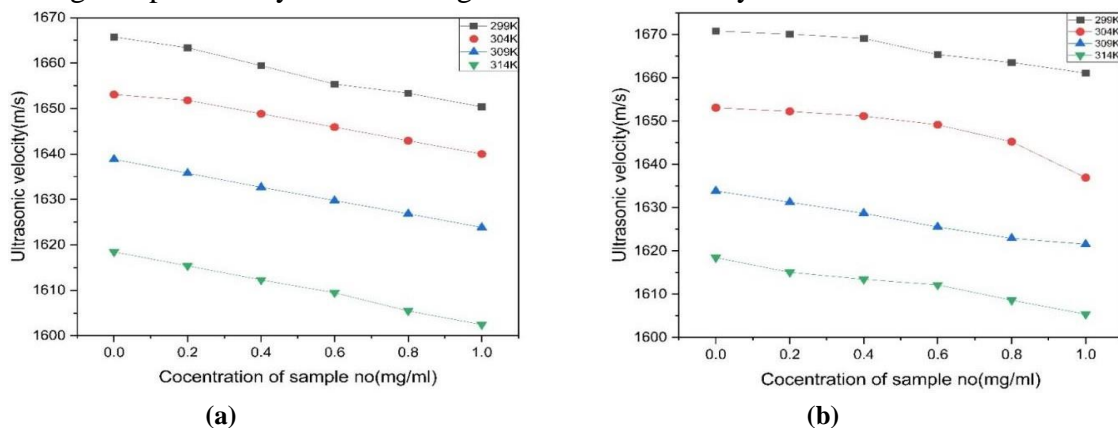 1670
1660
1650
1640
1630
1620
1610
1600
Ultrasonic velocity(m/s)
299K
304K
309K
314K
0.0 0.2 0.4 0.6 0.8 1.0
Cocentration of sample no(mg/ml)
(a)
1670
1660
1650
1640
1630
1620
1610
1600
Ultrasonic velocity(m/s)
299K
304K
309K
314K
0.0 0.2 0.4 0.6 0.8 1.0
Cocentration of sample no(mg/ml)
(b)